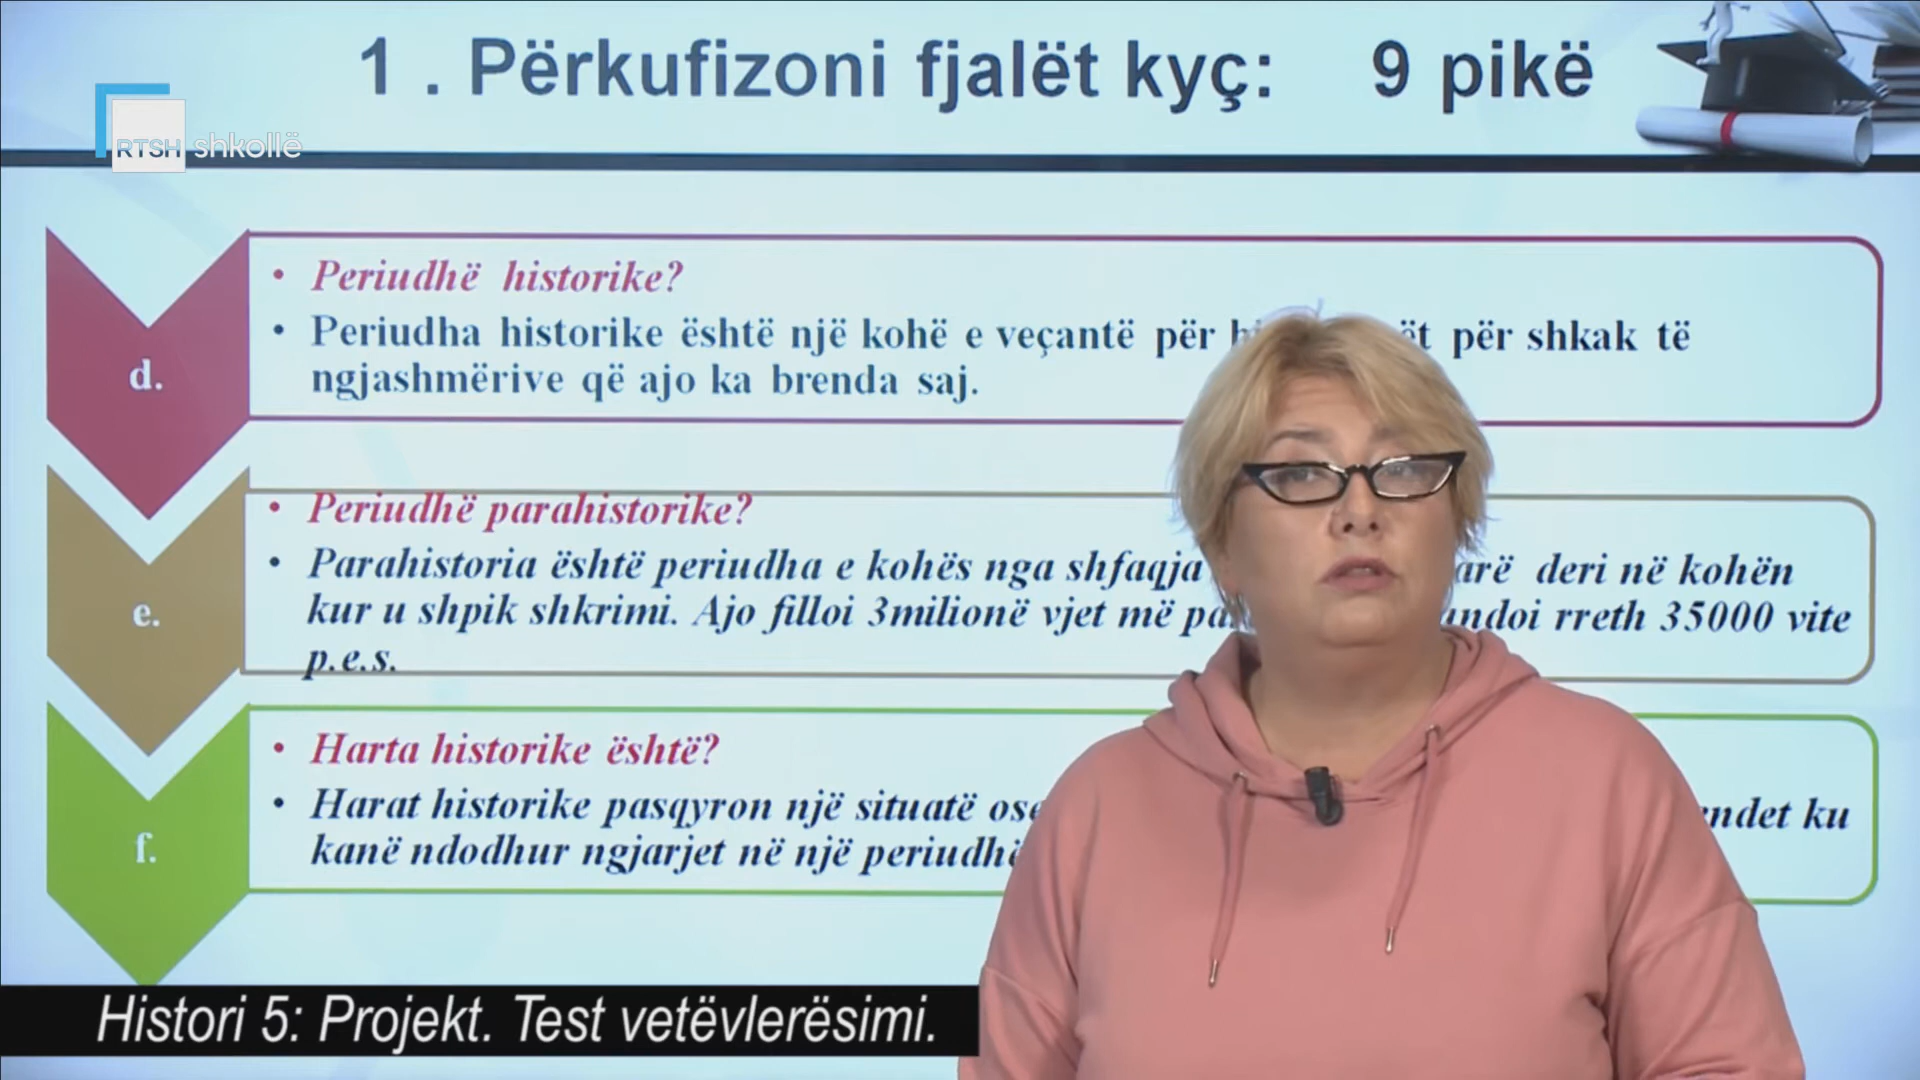 1 . Përkufizoni fjalët kyç: 9 pikë
RTSH shkollë
d.
• Periudhë historike?
• Periudha historike është një kohë e veçantë për për shkak të
ngjashmërive që ajo ka brenda saj.
e.
• Periudhë parahistorike?
• Parahistoria është periudha e kohës nga shfaqja deri në kohën
kur u shpik shkrimi. Ajo filloi 3milionë vjet më rreth 35000 vite
p.e.s.
f.
• Harta historike është?
• Harat historike pasqyron një situatë ku
kanë ndodhur ngjarjet në një
Histori 5: Projekt. Test vetëvlerësimi.